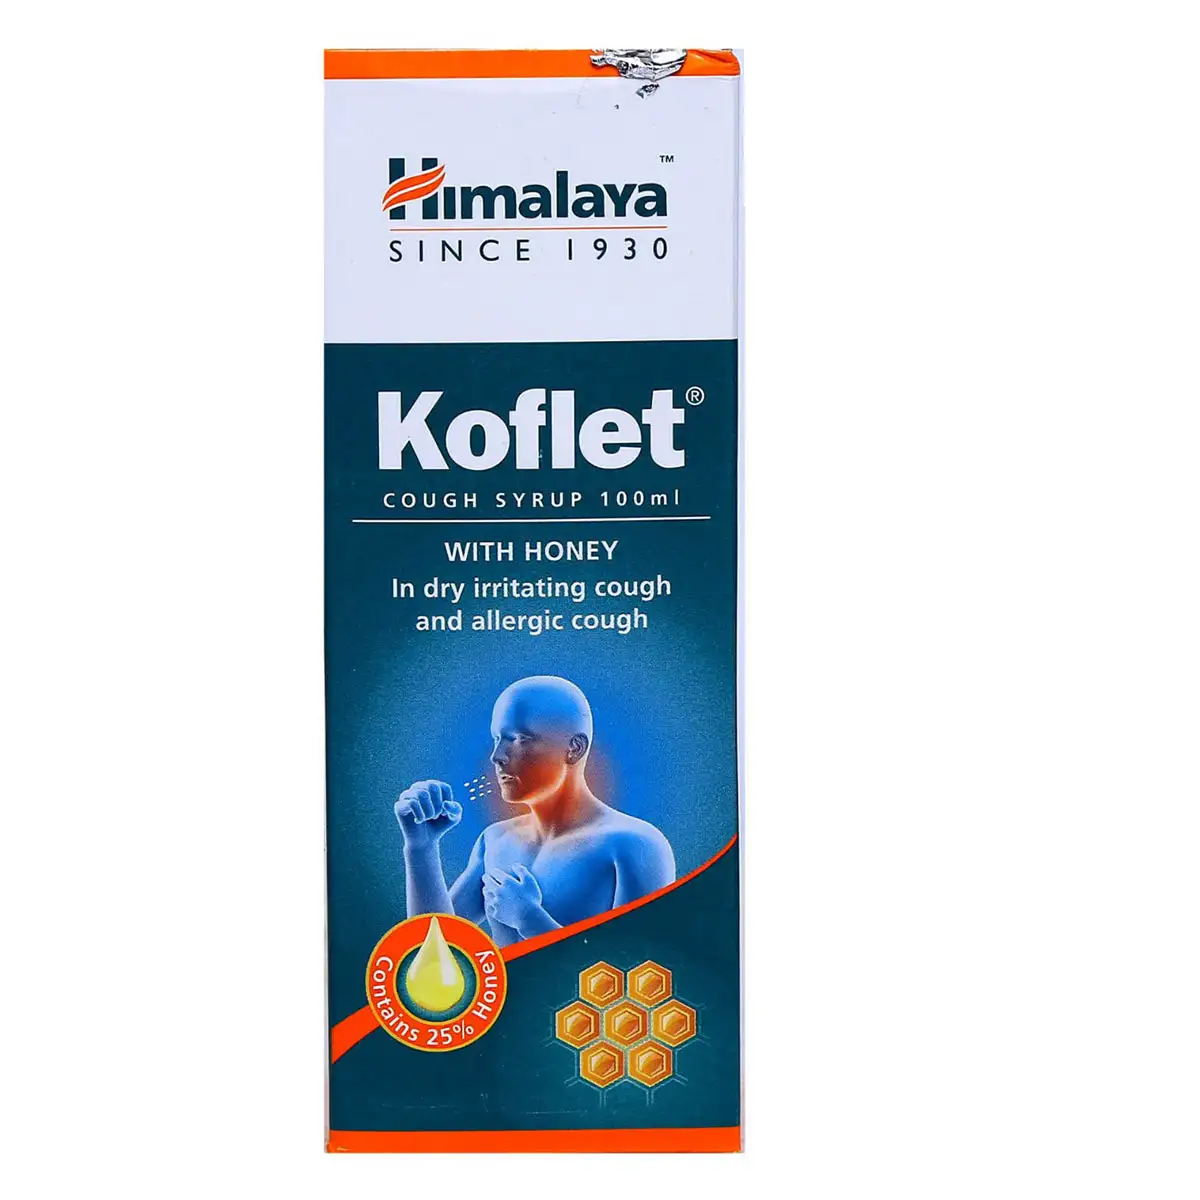 Himalaya™
SINCE 1930
Koflet®
COUGH SYRUP 100ml
WITH HONEY
In dry irritating cough
and allergic cough
Contains 25% Honey